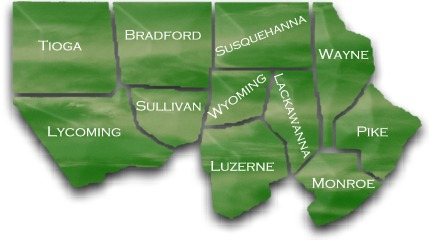 Tioga
Bradford
Susquehanna
Wayne
Lycoming
Sullivan
Wyoming
Lackawanna
Pike
Luzerne
Monroe